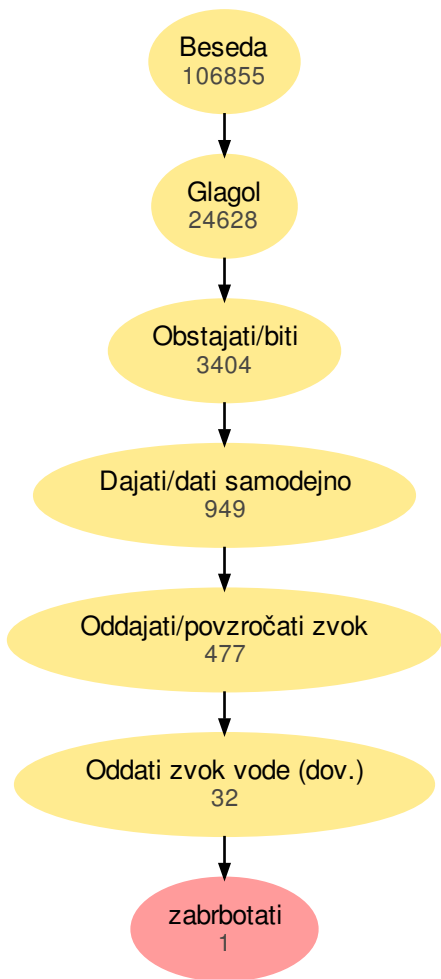 Beseda
106855
Glagol
24628
Obstajati/biti
3404
Dajati/dati samodejno
949
Oddajati/povzročati zvok
477
Oddati zvok vode (dov.)
32
zabrbotati
1